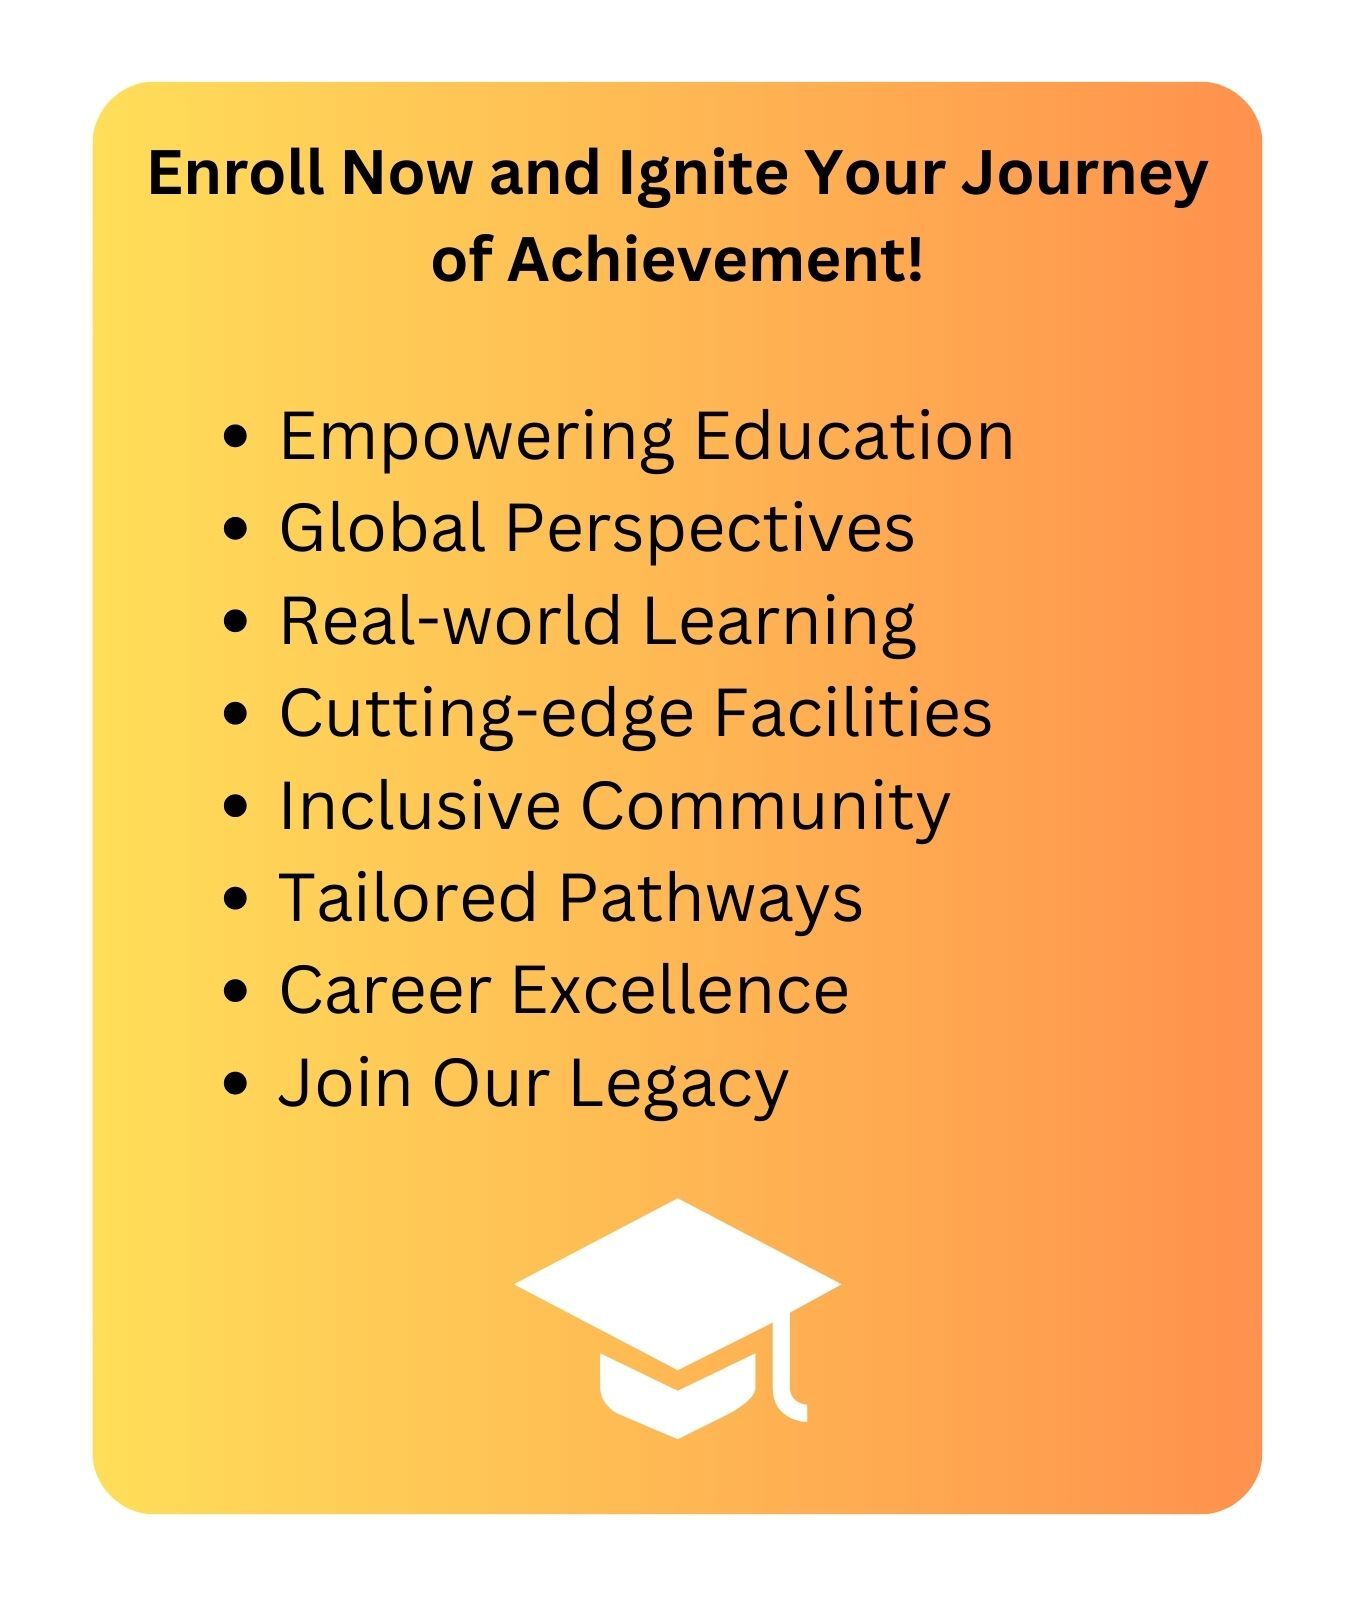 Enroll Now and Ignite Your Journey
of Achievement!
• Empowering Education
• Global Perspectives
• Real-world Learning
• Cutting-edge Facilities
• Inclusive Community
• Tailored Pathways
• Career Excellence
• Join Our Legacy